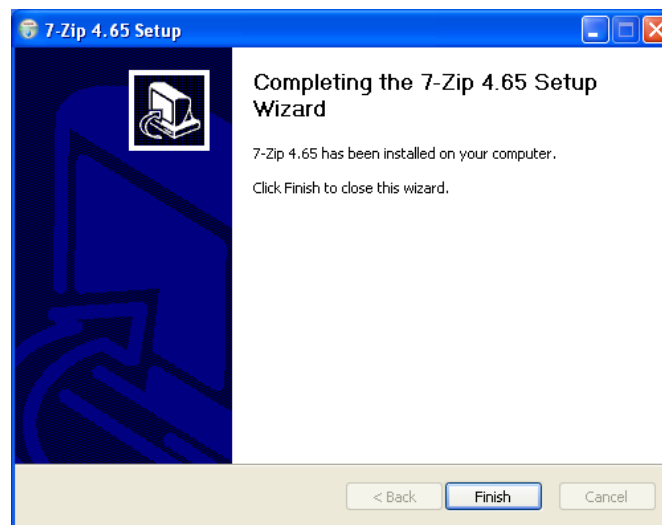 7-Zip 4.65 Setup
Completing the 7-Zip 4.65 Setup
Wizard
7-Zip 4.65 has been installed on your computer.
Click Finish to close this wizard.
< Back
Finish
Cancel